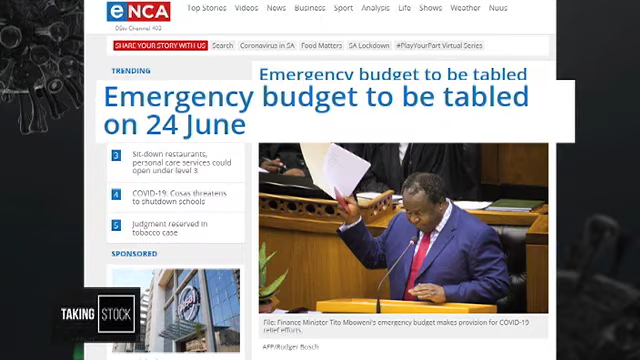 eNCA
DStv Channel 403
Top Stories Videos News Business Sport Analysis Life Shows Weather Nuus
SHARE YOUR STORY WITH US Search Coronavirus in SA Food Matters SA Lockdown #PlayYourPart Virtual Series
TRENDING
Emergency budget to be tabled
Emergency budget to be tabled
on 24 June
3 Sit-down restaurants,
personal care services could
open under level 3
4 COVID-19: Cosas threatens
to shutdown schools
5 Judgment reserved in
tobacco case
SPONSORED
File: Finance Minister Tito Mboweni's emergency budget makes provision for COVID-19
relief efforts.
AFP/Rodger Bosch
TAKING STOCK